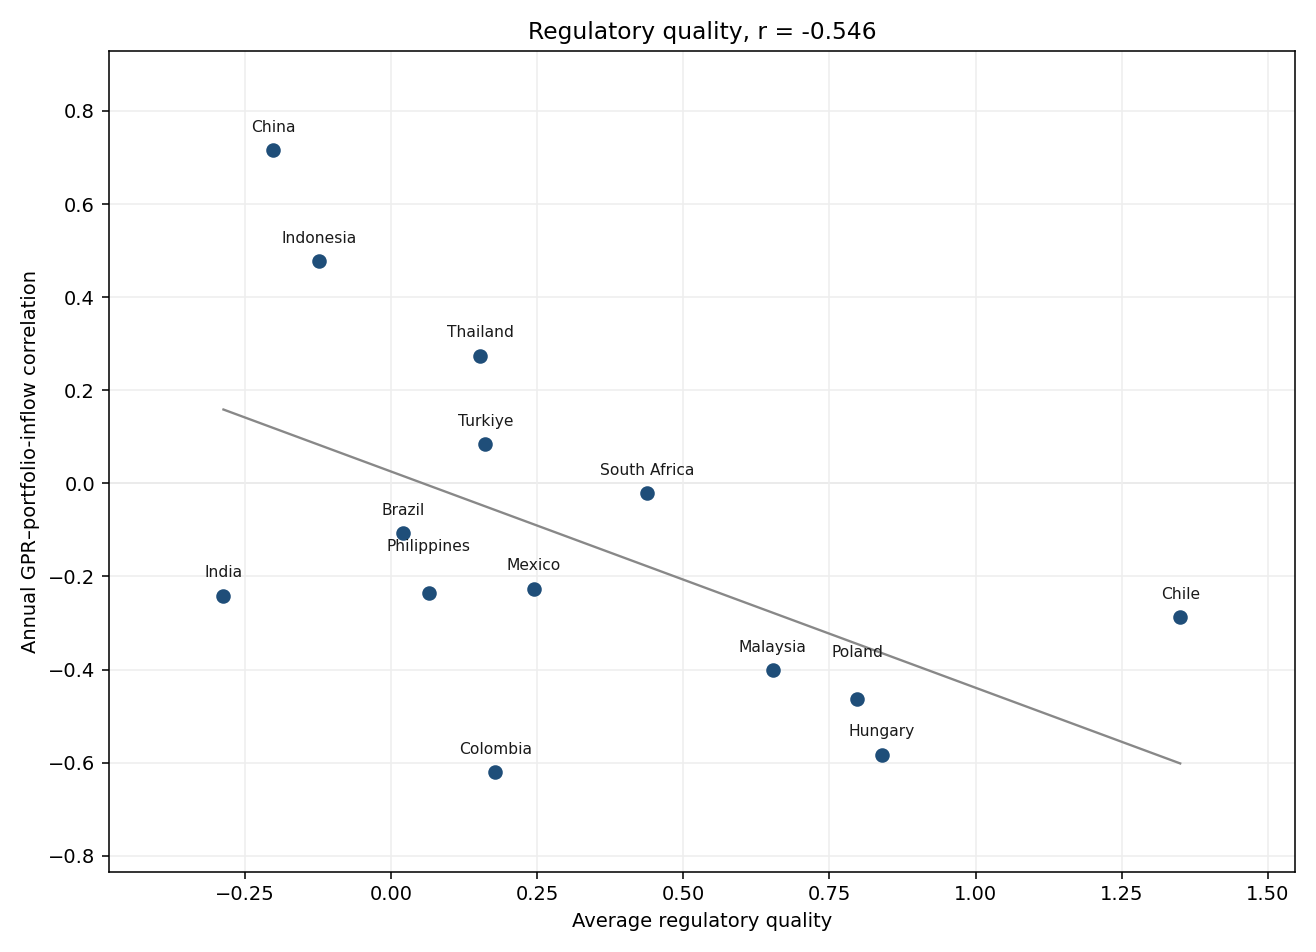 Regulatory quality, r = -0.546
0.8
China
0.6
Indonesia
0.4
Thailand
0.2
Turkiye
South Africa
0.0
Brazil
Philippines
Mexico
India
−0.2
Chile
Malaysia
Poland
−0.4
Hungary
Colombia
−0.6
−0.8
Annual GPR–portfolio-inflow correlation
−0.25 0.00 0.25 0.50 0.75 1.00 1.25 1.50
Average regulatory quality